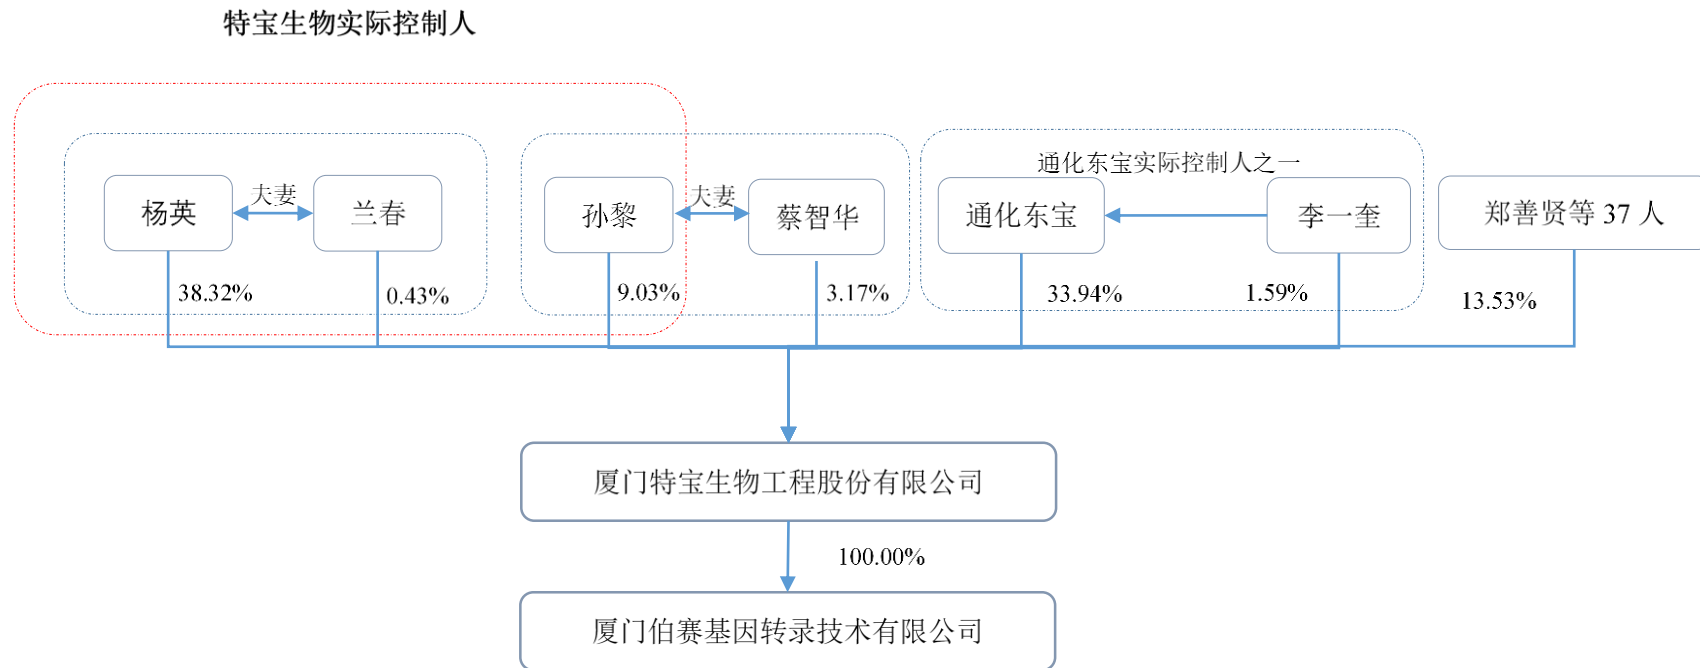 特宝生物实际控制人
通化东宝实际控制人之一
杨英
夫妻
兰春
孙黎
夫妻
蔡智华
通化东宝
李一奎
郑善贤等 37 人
38.32%
0.43%
9.03%
3.17%
33.94%
1.59%
13.53%
厦门特宝生物工程股份有限公司
100.00%
厦门伯赛基因转录技术有限公司